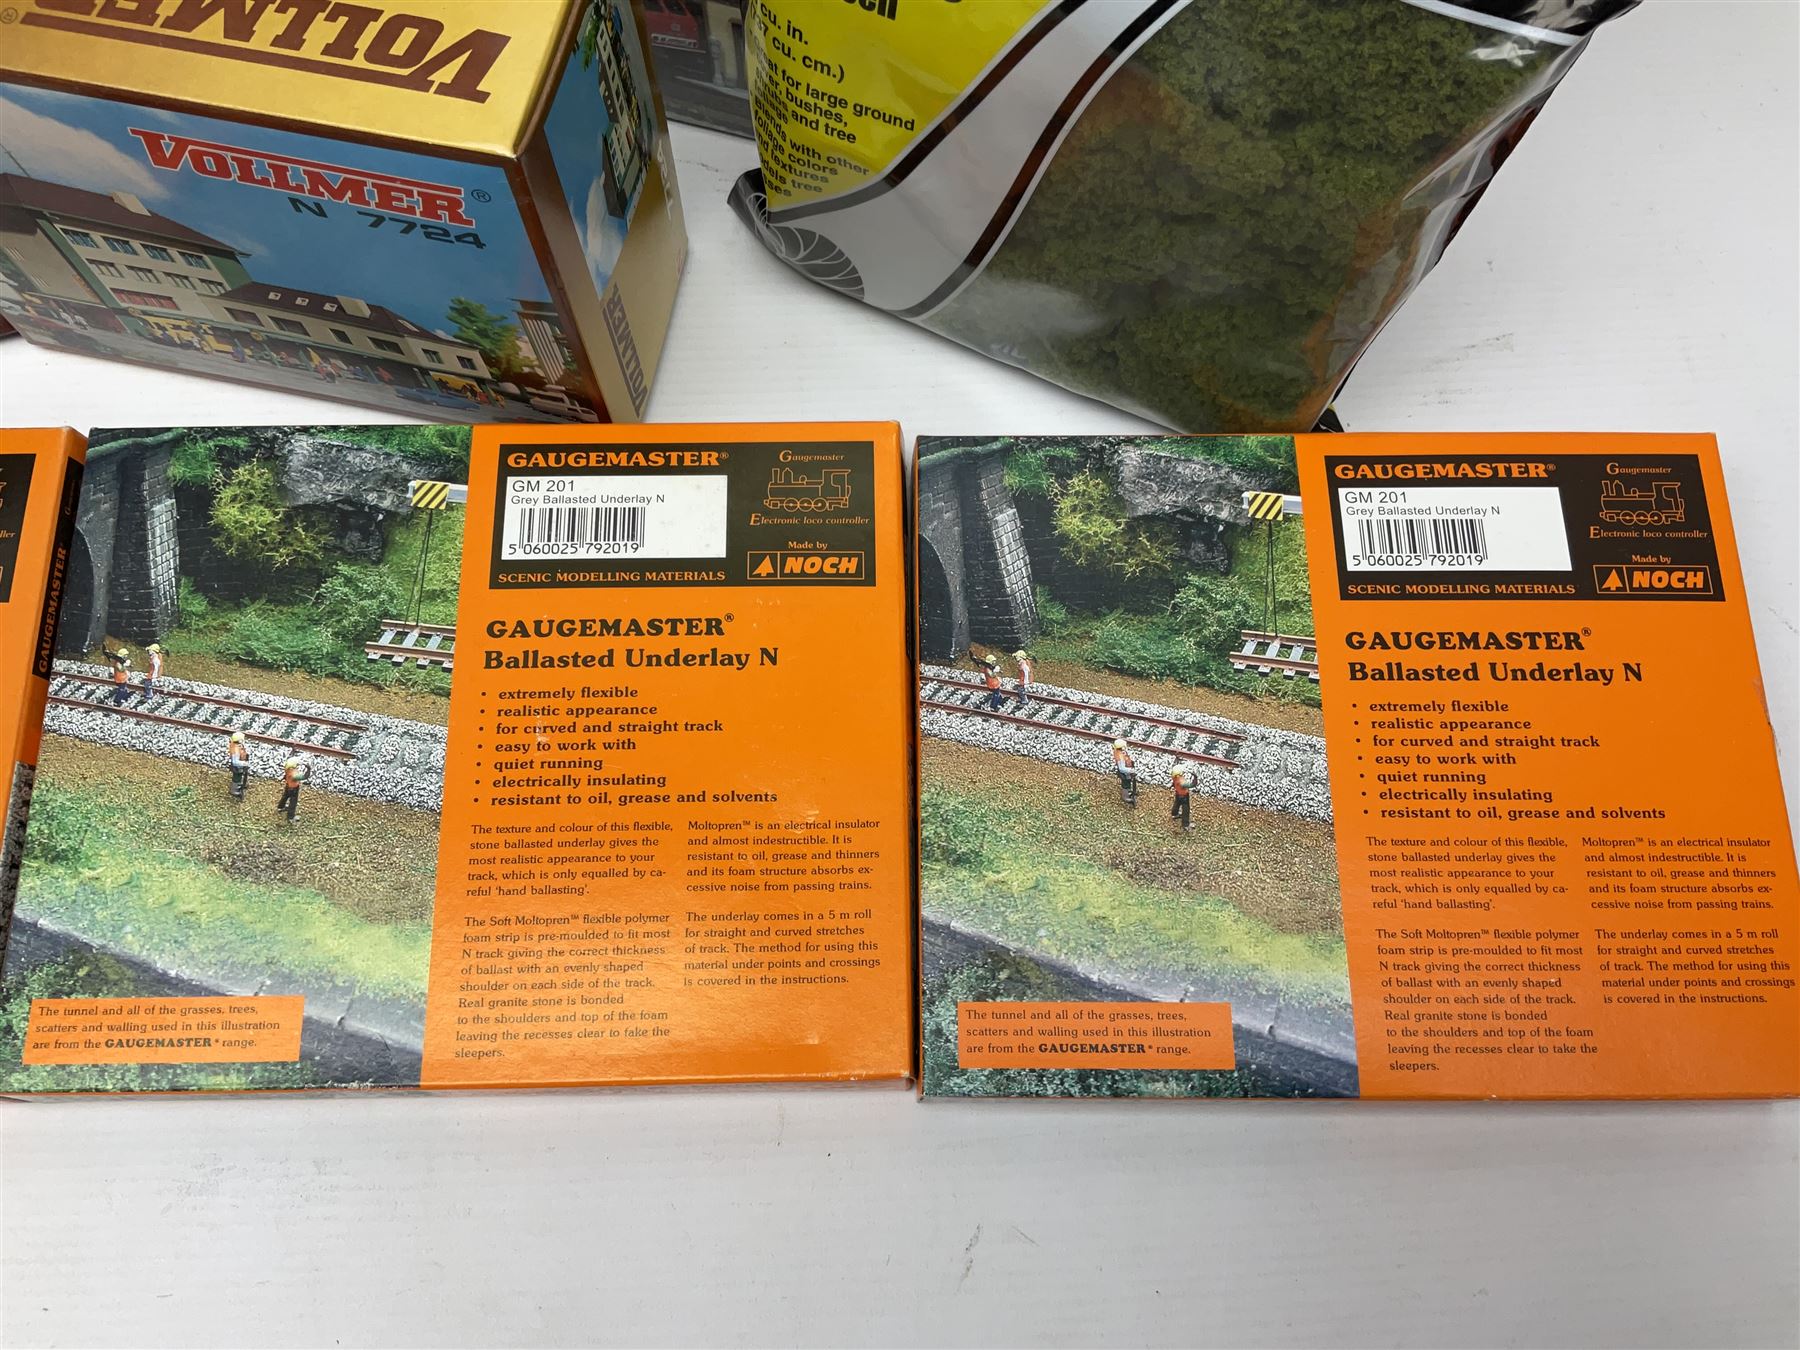 VOLLMER
VOLLMER ®
N 7724
VOLLMER
cu. in.
cu. cm.)
for large ground
bushes,
and tree
Blends with other
foliage colors
textures
tree
GAUGEMASTER
GAUGEMASTER®
GM 201
Grey Ballasted Underlay N
5 060025 792019
SCENIC MODELLING MATERIALS
Gaugemaster
Electronic loco controller
Made by
NOCH
GAUGEMASTER®
Ballasted Underlay N
• extremely flexible
• realistic appearance
• for curved and straight track
• easy to work with
• quiet running
• electrically insulating
• resistant to oil, grease and solvents
The texture and colour of this flexible,
stone ballasted underlay gives the
most realistic appearance to your
track, which is only equalled by ca-
reful 'hand ballasting'.
The Soft Moltopren™ flexible polymer
foam strip is pre-moulded to fit most
N track giving the correct thickness
of ballast with an evenly shaped
shoulder on each side of the track.
Real granite stone is bonded
to the shoulders and top of the foam
leaving the recesses clear to take the
sleepers.
Moltopren™ is an electrical insulator
and almost indestructible. It is
resistant to oil, grease and thinners
and its foam structure absorbs ex-
cessive noise from passing trains.
The underlay comes in a 5 m roll
for straight and curved stretches
of track. The method for using this
material under points and crossings
is covered in the instructions.
The tunnel and all of the grasses, trees,
scatters and walling used in this illustration
are from the GAUGEMASTER® range.
GAUGEMASTER®
GM 201
Grey Ballasted Underlay N
5 060025 792019
SCENIC MODELLING MATERIALS
Gaugemaster
Electronic loco controller
Made by
NOCH
GAUGEMASTER®
Ballasted Underlay N
• extremely flexible
• realistic appearance
• for curved and straight track
• easy to work with
• quiet running
• electrically insulating
• resistant to oil, grease and solvents
The texture and colour of this flexible,
stone ballasted underlay gives the
most realistic appearance to your
track, which is only equalled by ca-
reful 'hand ballasting'.
The Soft Moltopren™ flexible polymer
foam strip is pre-moulded to fit most
N track giving the correct thickness
of ballast with an evenly shaped
shoulder on each side of the track.
Real granite stone is bonded
to the shoulders and top of the foam
leaving the recesses clear to take the
sleepers.
Moltopren™ is an electrical insulator
and almost indestructible. It is
resistant to oil, grease and thinners
and its foam structure absorbs ex-
cessive noise from passing trains.
The underlay comes in a 5 m roll
for straight and curved stretches
of track. The method for using this
material under points and crossings
is covered in the instructions.
The tunnel and all of the grasses, trees,
scatters and walling used in this illustration
are from the GAUGEMASTER® range.